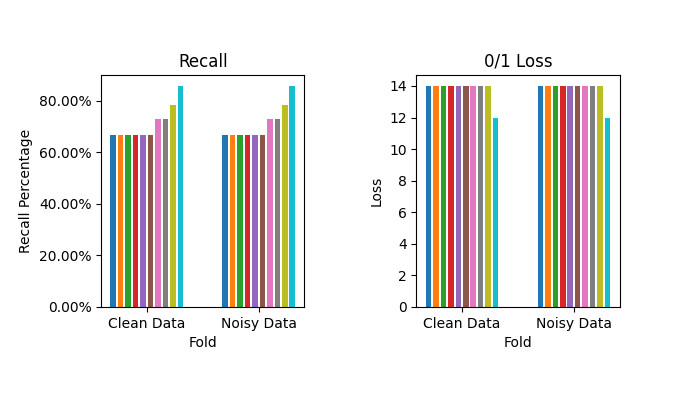 Recall
Recall Percentage
80.00%
60.00%
40.00%
20.00%
0.00%
Clean Data
Noisy Data
Fold
0/1 Loss
Loss
14
12
10
8
6
4
2
0
Clean Data
Noisy Data
Fold